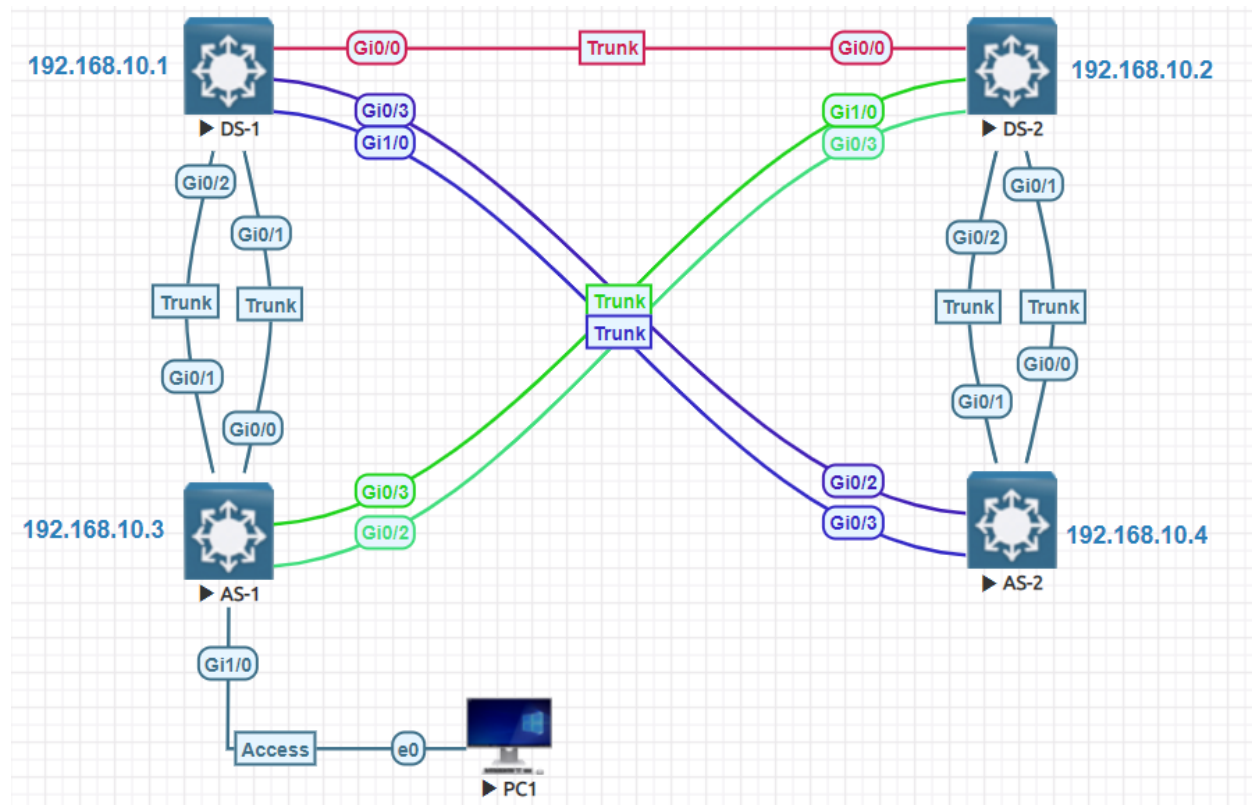 Gi0/0
Trunk
Gi0/0
192.168.10.1
192.168.10.2
Gi0/3
Gi1/0
Gi1/0
Gi0/3
DS-1
DS-2
Gi0/2
Gi0/1
Gi0/1
Gi0/2
Trunk
Trunk
Trunk
Trunk
Trunk
Trunk
Gi0/1
Gi0/0
Gi0/0
Gi0/1
Gi0/3
Gi0/2
Gi0/2
Gi0/3
192.168.10.3
192.168.10.4
AS-1
AS-2
Gi1/0
Access
e0
PC1